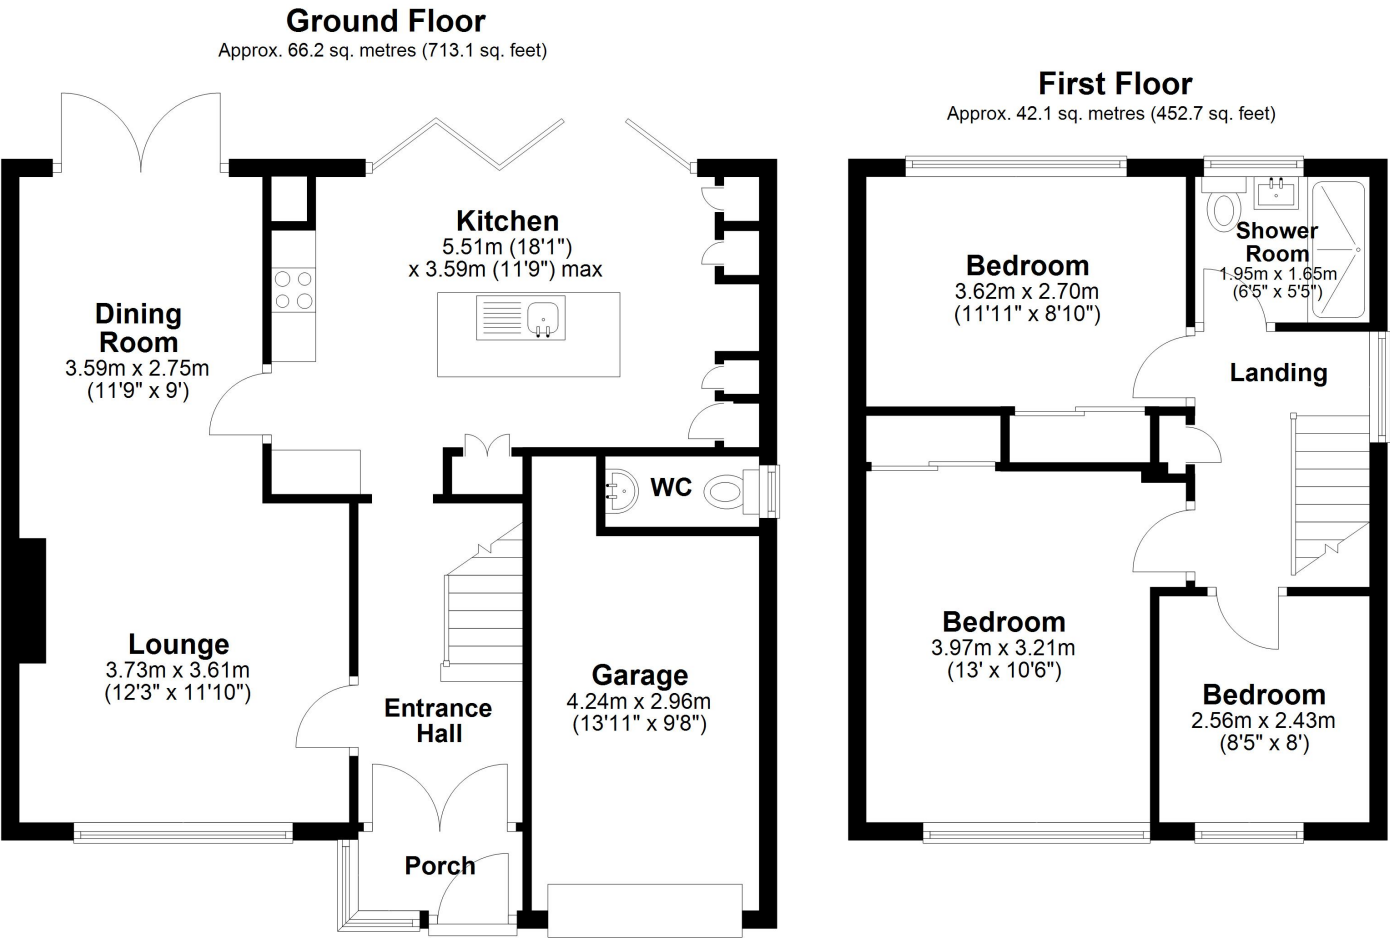 Ground Floor
Approx. 66.2 sq. metres (713.1 sq. feet)
Kitchen
5.51m (18'1")
x 3.59m (11'9") max
Dining
Room
3.59m x 2.75m
(11'9" x 9')
WC
Lounge
3.73m x 3.61m
(12'3" x 11'10")
Garage
4.24m x 2.96m
(13'11" x 9'8")
Entrance
Hall
Porch
First Floor
Approx. 42.1 sq. metres (452.7 sq. feet)
Shower
Room
1.95m x 1.65m
(6'5" x 5'5")
Bedroom
3.62m x 2.70m
(11'11" x 8'10")
Landing
Bedroom
3.97m x 3.21m
(13' x 10'6")
Bedroom
2.56m x 2.43m
(8'5" x 8')